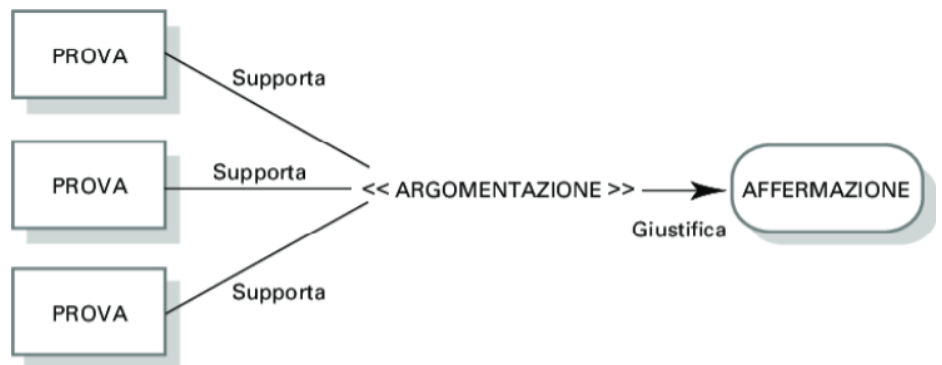 PROVA
Supporta
PROVA
Supporta
<< ARGOMENTAZIONE >>
AFFERMAZIONE
Giustifica
PROVA
Supporta